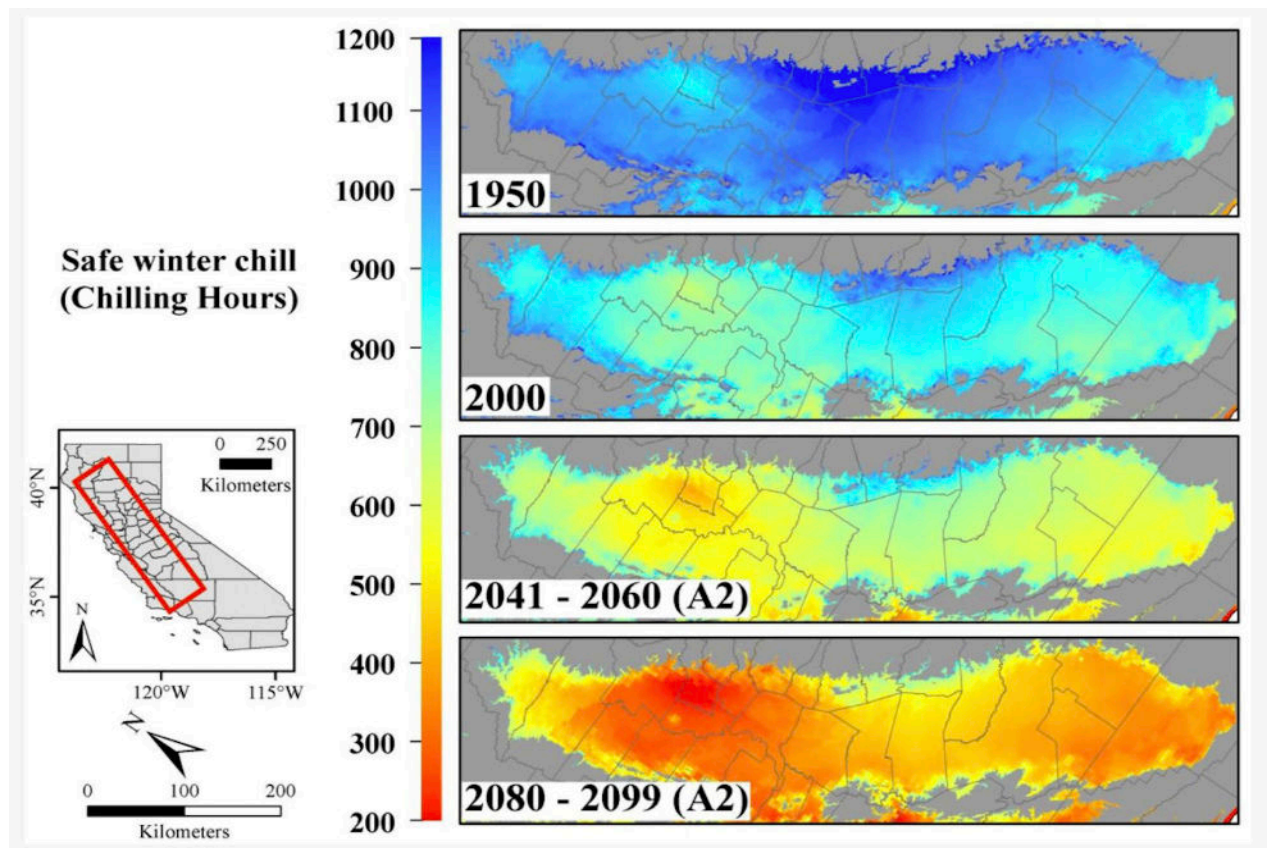 Safe winter chill
(Chilling Hours)
1200
1100
1000
900
800
700
600
500
400
300
200
1950
2000
2041 - 2060 (A2)
2080 - 2099 (A2)
0 250
Kilometers
40°N
35°N
N
120°W 115°W
N
0 100 200
Kilometers